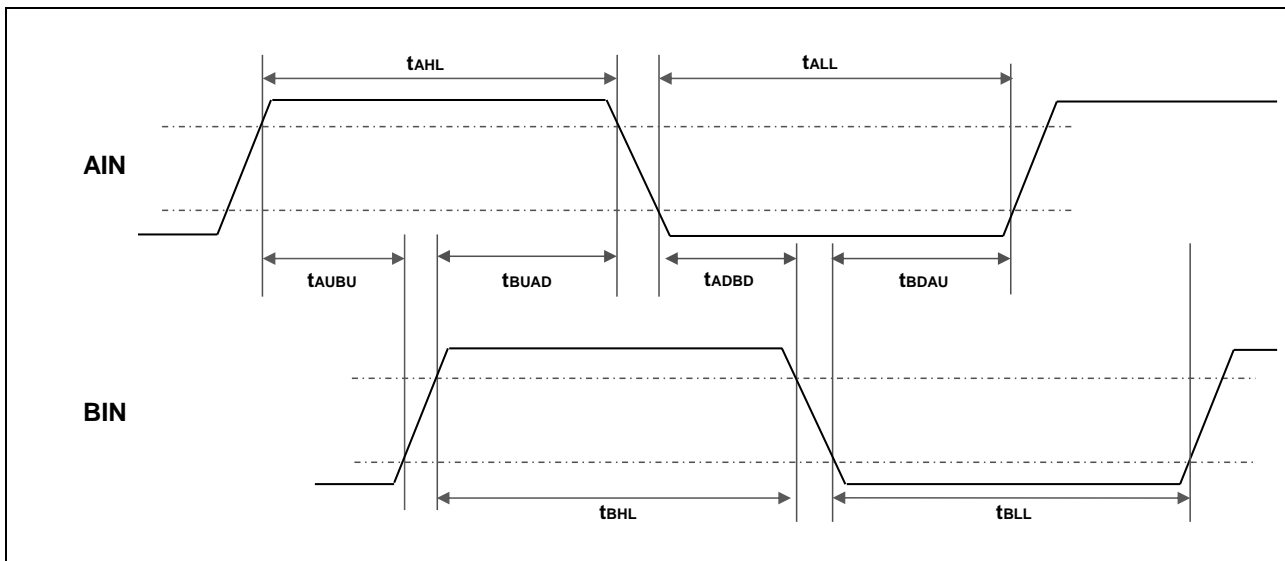 tAHL
tALL
AIN
tAUBU
tBUAD
tADBD
tBDAU
BIN
tBHL
tBLL